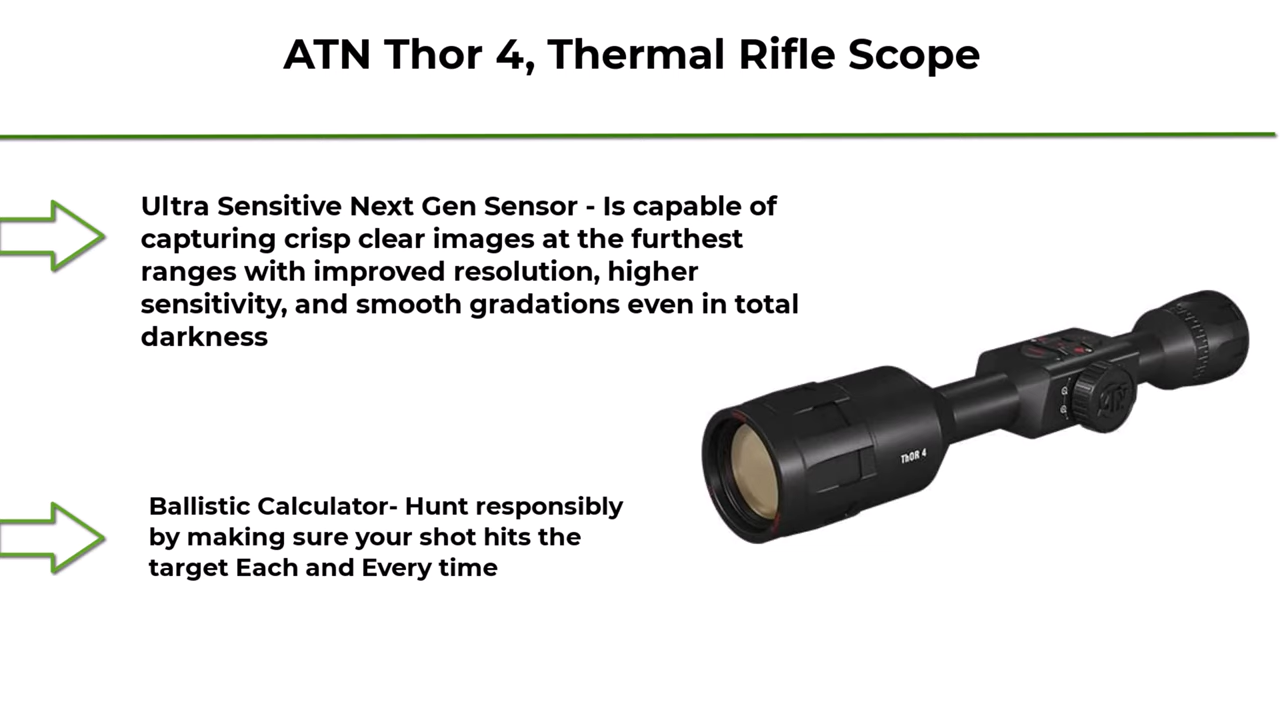 ATN Thor 4, Thermal Rifle Scope
Ultra Sensitive Next Gen Sensor - Is capable of
capturing crisp clear images at the furthest
ranges with improved resolution, higher
sensitivity, and smooth gradations even in total
darkness
ThOR 4
ATN
Ballistic Calculator- Hunt responsibly
by making sure your shot hits the
target Each and Every time